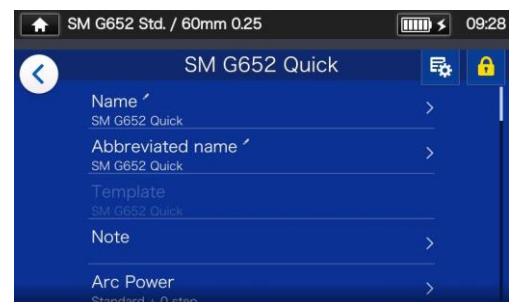 SM G652 Std. / 60mm 0.25
09:28
SM G652 Quick
Name
SM G652 Quick
Abbreviated name
SM G652 Quick
Template
SM G652 Quick
Note
Arc Power
Standard + 0 step